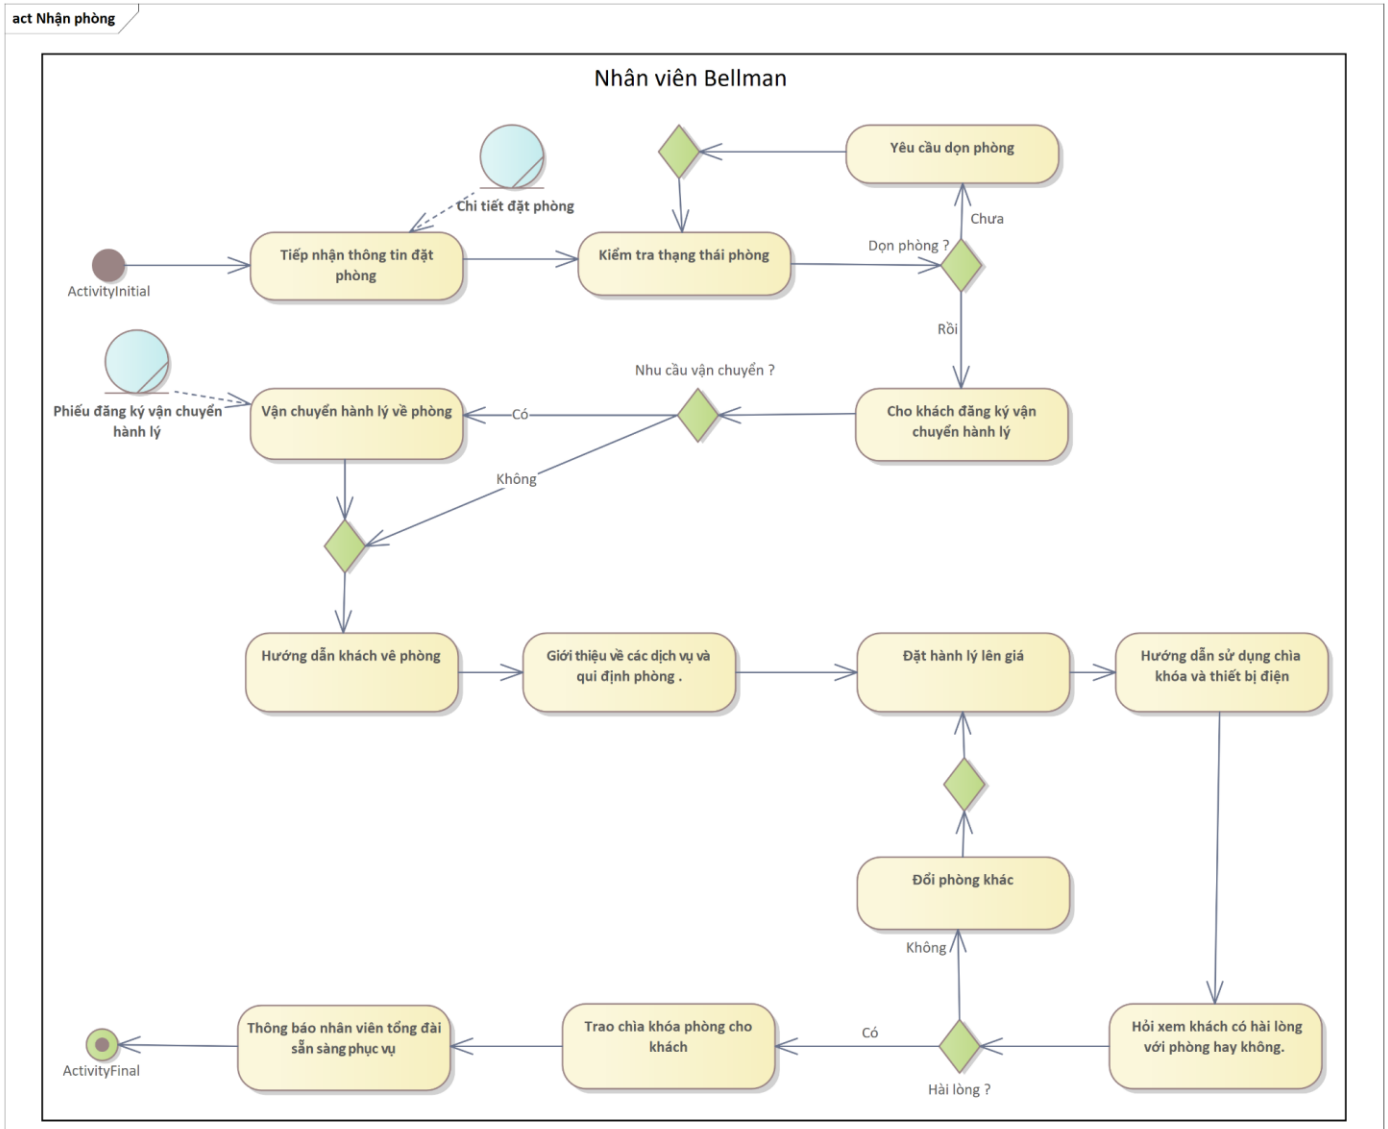 act Nhận phòng
Nhân viên Bellman
Yêu cầu dọn phòng
Chi tiết đặt phòng
Chưa
Dọn phòng ?
Tiếp nhận thông tin đặt
phòng
Kiểm tra thạng thái phòng
ActivityInitial
Rồi
Nhu cầu vận chuyển ?
Phiếu đăng ký vận chuyển
hành lý
Vận chuyển hành lý về phòng
Có
Cho khách đăng ký vận
chuyển hành lý
Không
Hướng dẫn khách vê phòng
Giới thiệu về các dịch vụ và
qui định phòng .
Đặt hành lý lên giá
Hướng dẫn sử dụng chìa
khóa và thiết bị điện
Đổi phòng khác
Không
Thông báo nhân viên tổng đài
sẵn sàng phục vụ
Trao chìa khóa phòng cho
khách
Có
Hỏi xem khách có hài lòng
với phòng hay không.
ActivityFinal
Hài lòng ?